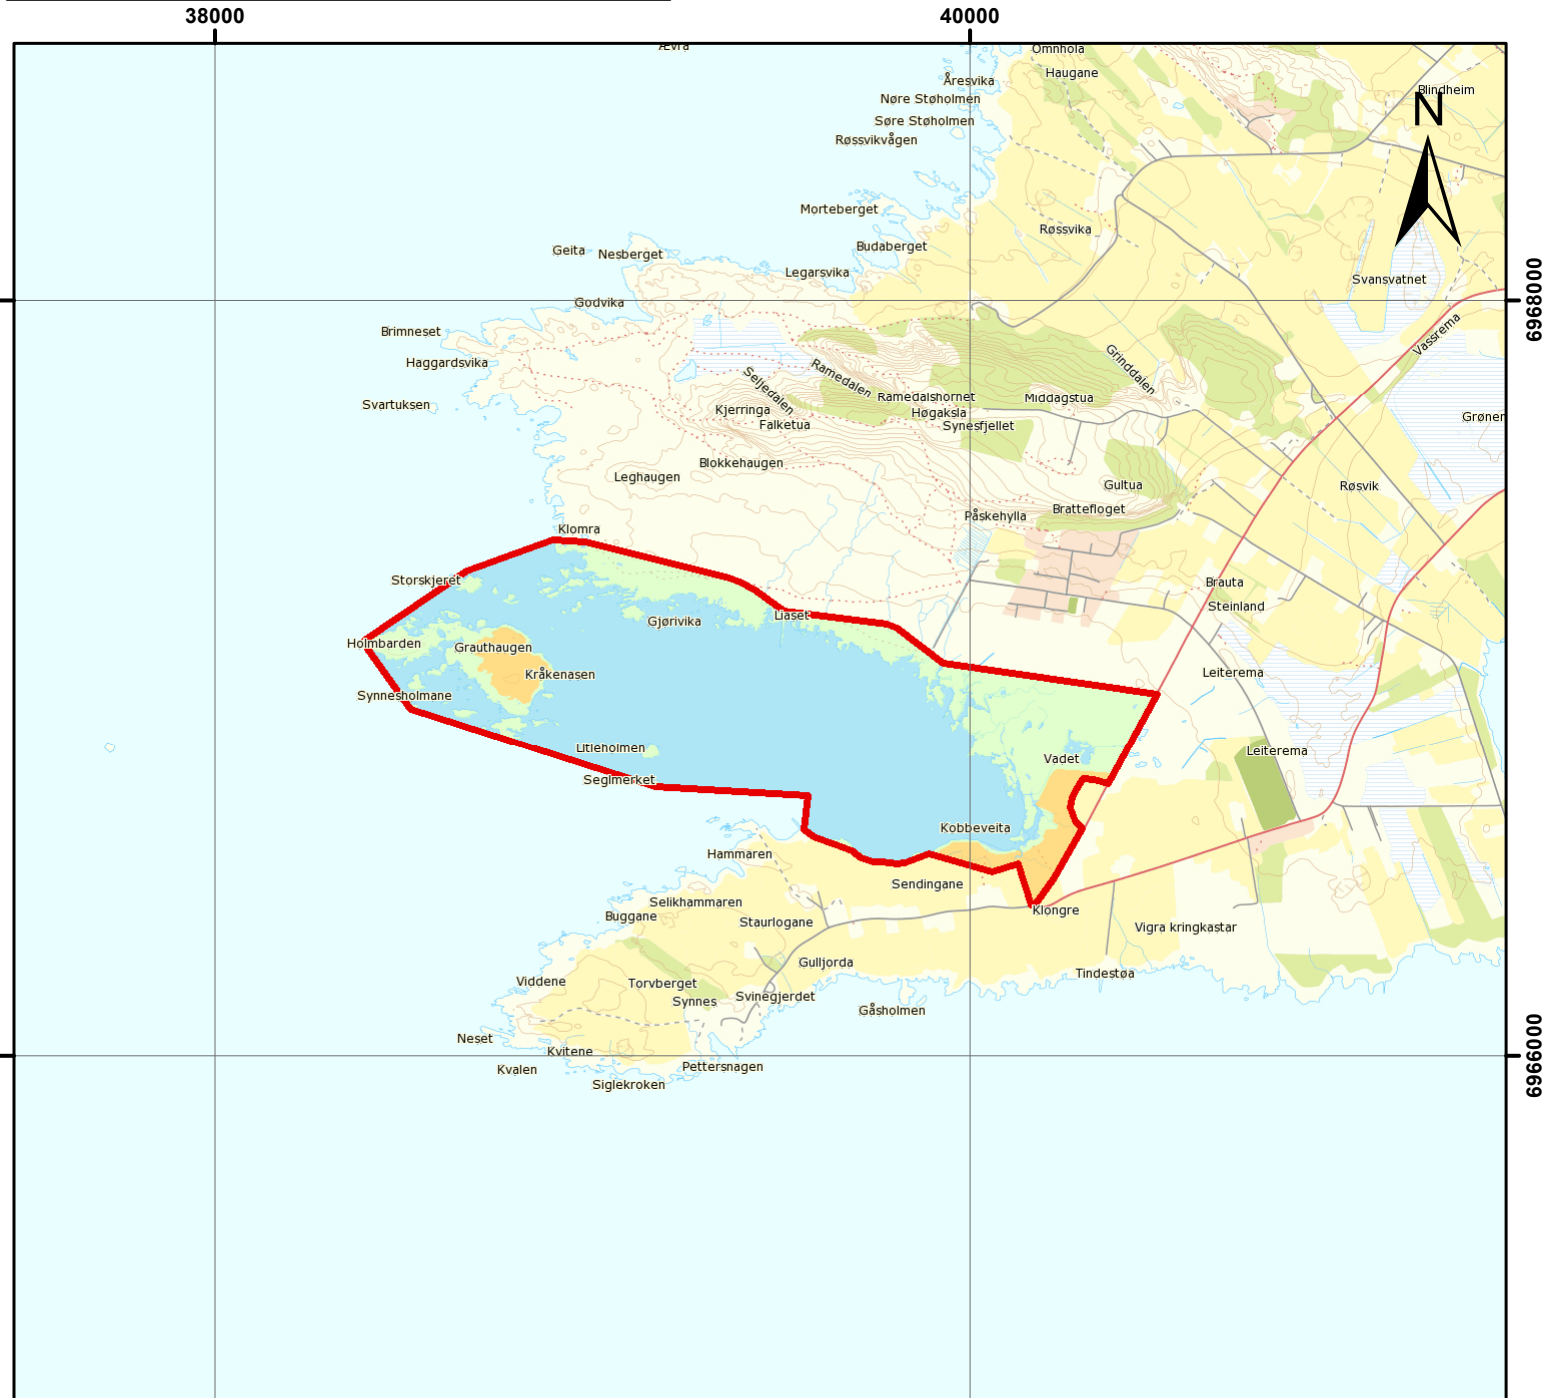 38000
40000
Ævra
Omnhola
Haugane
Åresvika
Blindheim
Nøre Støholmen
N
Søre Støholmen
Røssvikvågen
Morteberget
Røssvika
Budaberget
Geita
Nesberget
Legarsvika
Svansvatnet
6968000
Godvika
Brimneset
Vassrema
Haggardsvika
Grinddalen
Ramedalen
Seljedalen
Svartuksen
Ramedalshornet
Middagstua
Kjerringa
Høgaksla
Grøner
Falketua
Synesfjellet
Blokkehaugen
Leghaugen
Gultua
Røsvik
Brattefloget
Påskehylla
Klomra
Storskjeret
Brauta
Steinland
Liaset
Gjørivika
Holmbarden
Grauthaugen
Kråkenasen
Leiterema
Synnesholmane
Litleholmen
Leiterema
Vadet
Seglmerket
Kobbeveita
Hammaren
Sendingane
Selikhammaren
Klongre
Buggane
Staurlogane
Vigra kringkastar
Gulljorda
Tindestøa
Viddene
Torvberget
Svinegjerdet
Synnes
Gåsholmen
Neset
Kvitene
6966000
Kvalen
Pettersnagen
Siglekroken